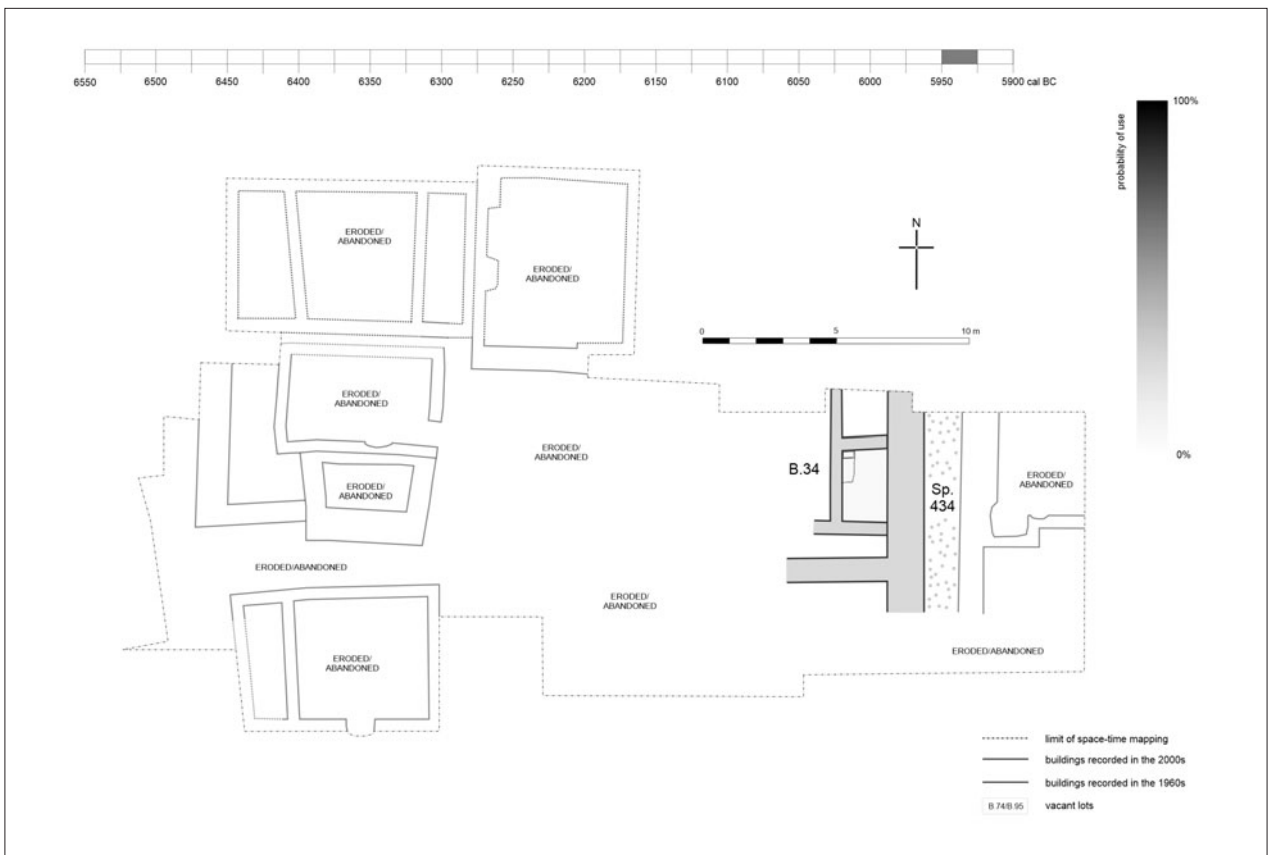 6550 6500 6450 6400 6350 6300 6250 6200 6150 6100 6050 6000 5950 5900 cal BC
100%
probability of use
0%
N
0 5 10 m
ERODED/
ABANDONED
ERODED/
ABANDONED
ERODED/
ABANDONED
ERODED/
ABANDONED
ERODED/
ABANDONED
B.34
Sp.
434
ERODED/
ABANDONED
ERODED/ABANDONED
ERODED/
ABANDONED
ERODED/
ABANDONED
ERODED/ABANDONED
limit of space-time mapping
buildings recorded in the 2000s
buildings recorded in the 1960s
B.74/B.95 vacant lots